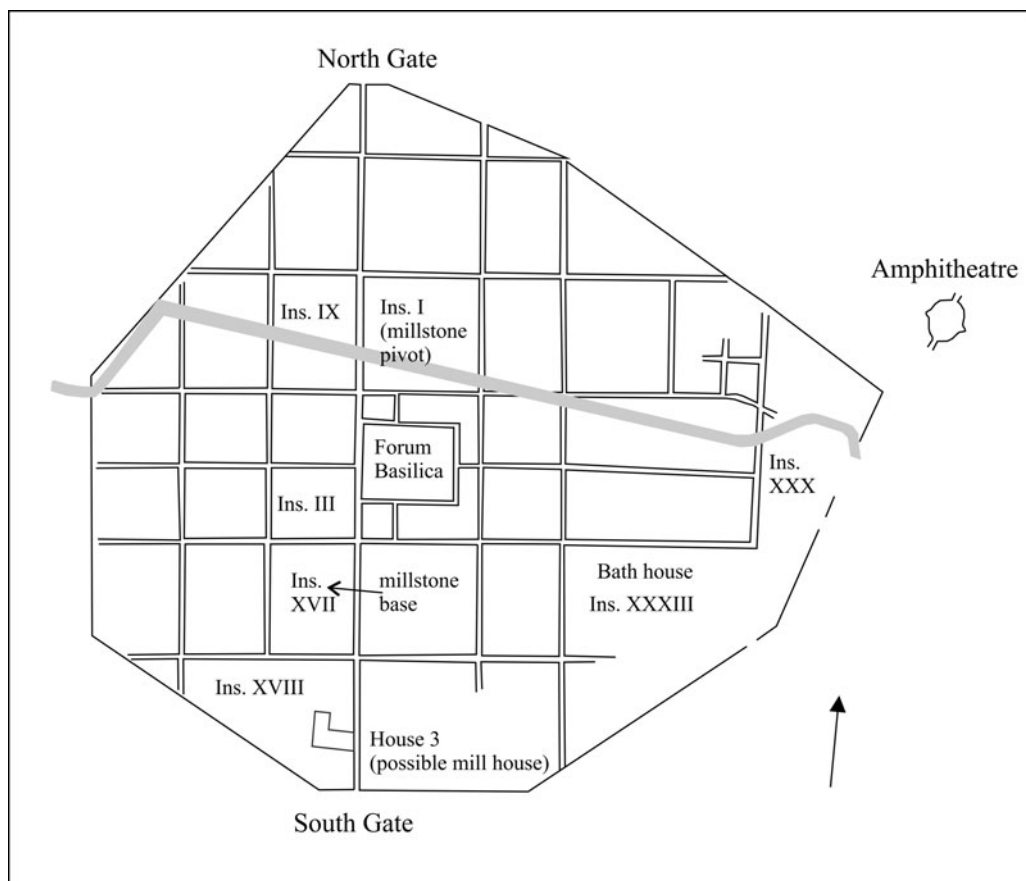 North Gate
Amphitheatre
Ins. IX
Ins. I
(millstone
pivot)
Forum
Basilica
Ins.
XXX
Ins. III
Bath house
Ins. XXXIII
Ins.
XVII
millstone
base
Ins. XVIII
House 3
(possible mill house)
South Gate